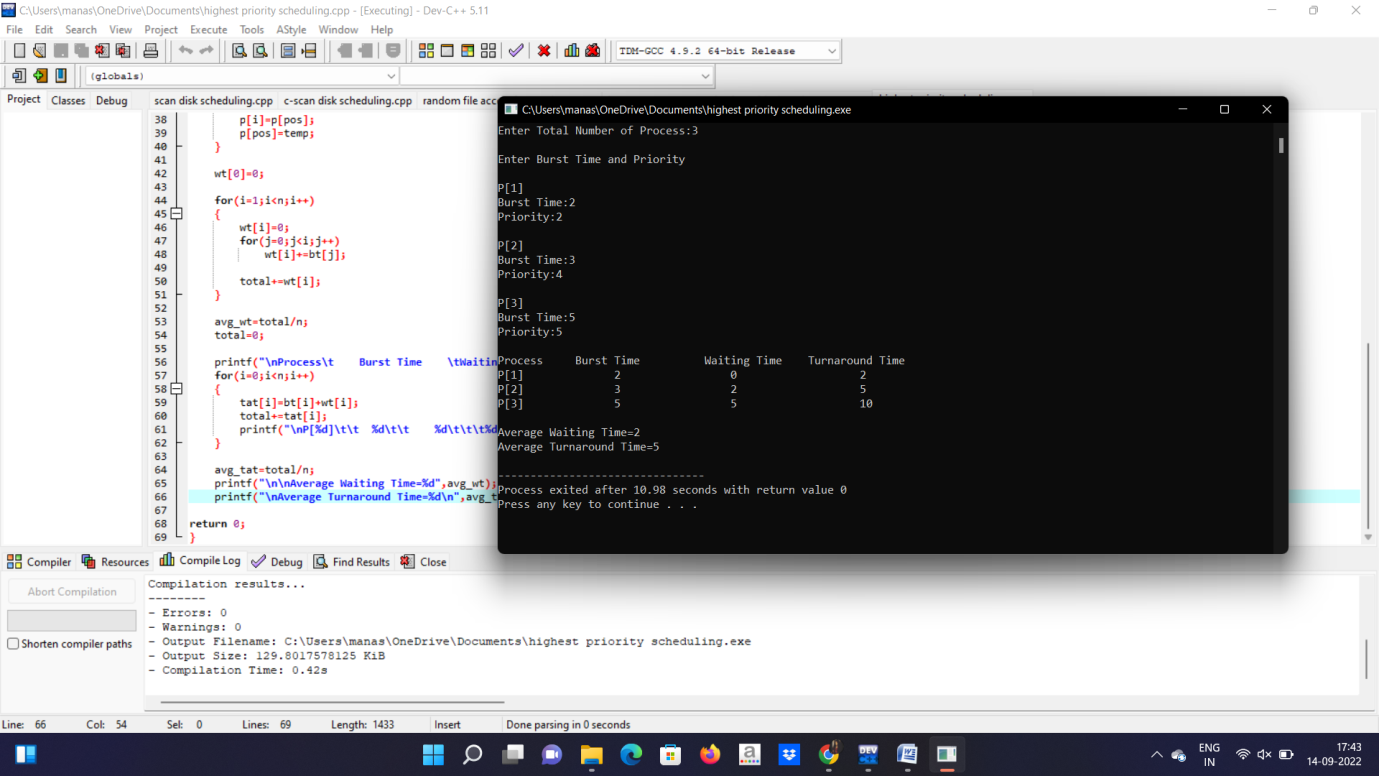 C:\Users\manas\OneDrive\Documents\highest priority scheduling.cpp - [Executing] - Dev-C++ 5.11
File Edit Search View Project Execute Tools AStyle Window Help
TDM-GCC 4.9.2 64-bit Release
(globals)
Project Classes Debug
scan disk scheduling.cpp c-scan disk scheduling.cpp random file acc
38 p[i]=p[pos];
39 p[pos]=temp;
40 }
41
42 wt[0]=0;
43
44 for(i=1;i<n;i++)
45 {
46 wt[i]=0;
47 for(j=0;j<i;j++)
48 wt[i]+=bt[j];
49
50 total+=wt[i];
51 }
52
53 avg_wt=total/n;
54 total=0;
55
56 printf("\nProcess\t    Burst Time    \tWaitin
57 for(i=0;i<n;i++)
58 {
59 tat[i]=bt[i]+wt[i];
60 total+=tat[i];
61 printf("\nP[%d]\t\t  %d\t\t    %d\t\t\t%d
62 }
63
64 avg_tat=total/n;
65 printf("\n\nAverage Waiting Time=%d",avg_wt);
66 printf("\nAverage Turnaround Time=%d\n",avg_t
67
68 return 0;
69 }
C:\Users\manas\OneDrive\Documents\highest priority scheduling.exe
Enter Total Number of Process:3
Enter Burst Time and Priority
P[1]
Burst Time:2
Priority:2
P[2]
Burst Time:3
Priority:4
P[3]
Burst Time:5
Priority:5
Process Burst Time Waiting Time Turnaround Time
P[1] 2 0 2
P[2] 3 2 5
P[3] 5 5 10
Average Waiting Time=2
Average Turnaround Time=5
--------------------------------
Process exited after 10.98 seconds with return value 0
Press any key to continue . . .
Compiler Resources Compile Log Debug Find Results Close
Abort Compilation
Shorten compiler paths
Compilation results...
--------
- Errors: 0
- Warnings: 0
- Output Filename: C:\Users\manas\OneDrive\Documents\highest priority scheduling.exe
- Output Size: 129.8017578125 KiB
- Compilation Time: 0.42s
Line: 66 Col: 54 Sel: 0 Lines: 69 Length: 1433 Insert Done parsing in 0 seconds
ENG
IN
17:43
14-09-2022